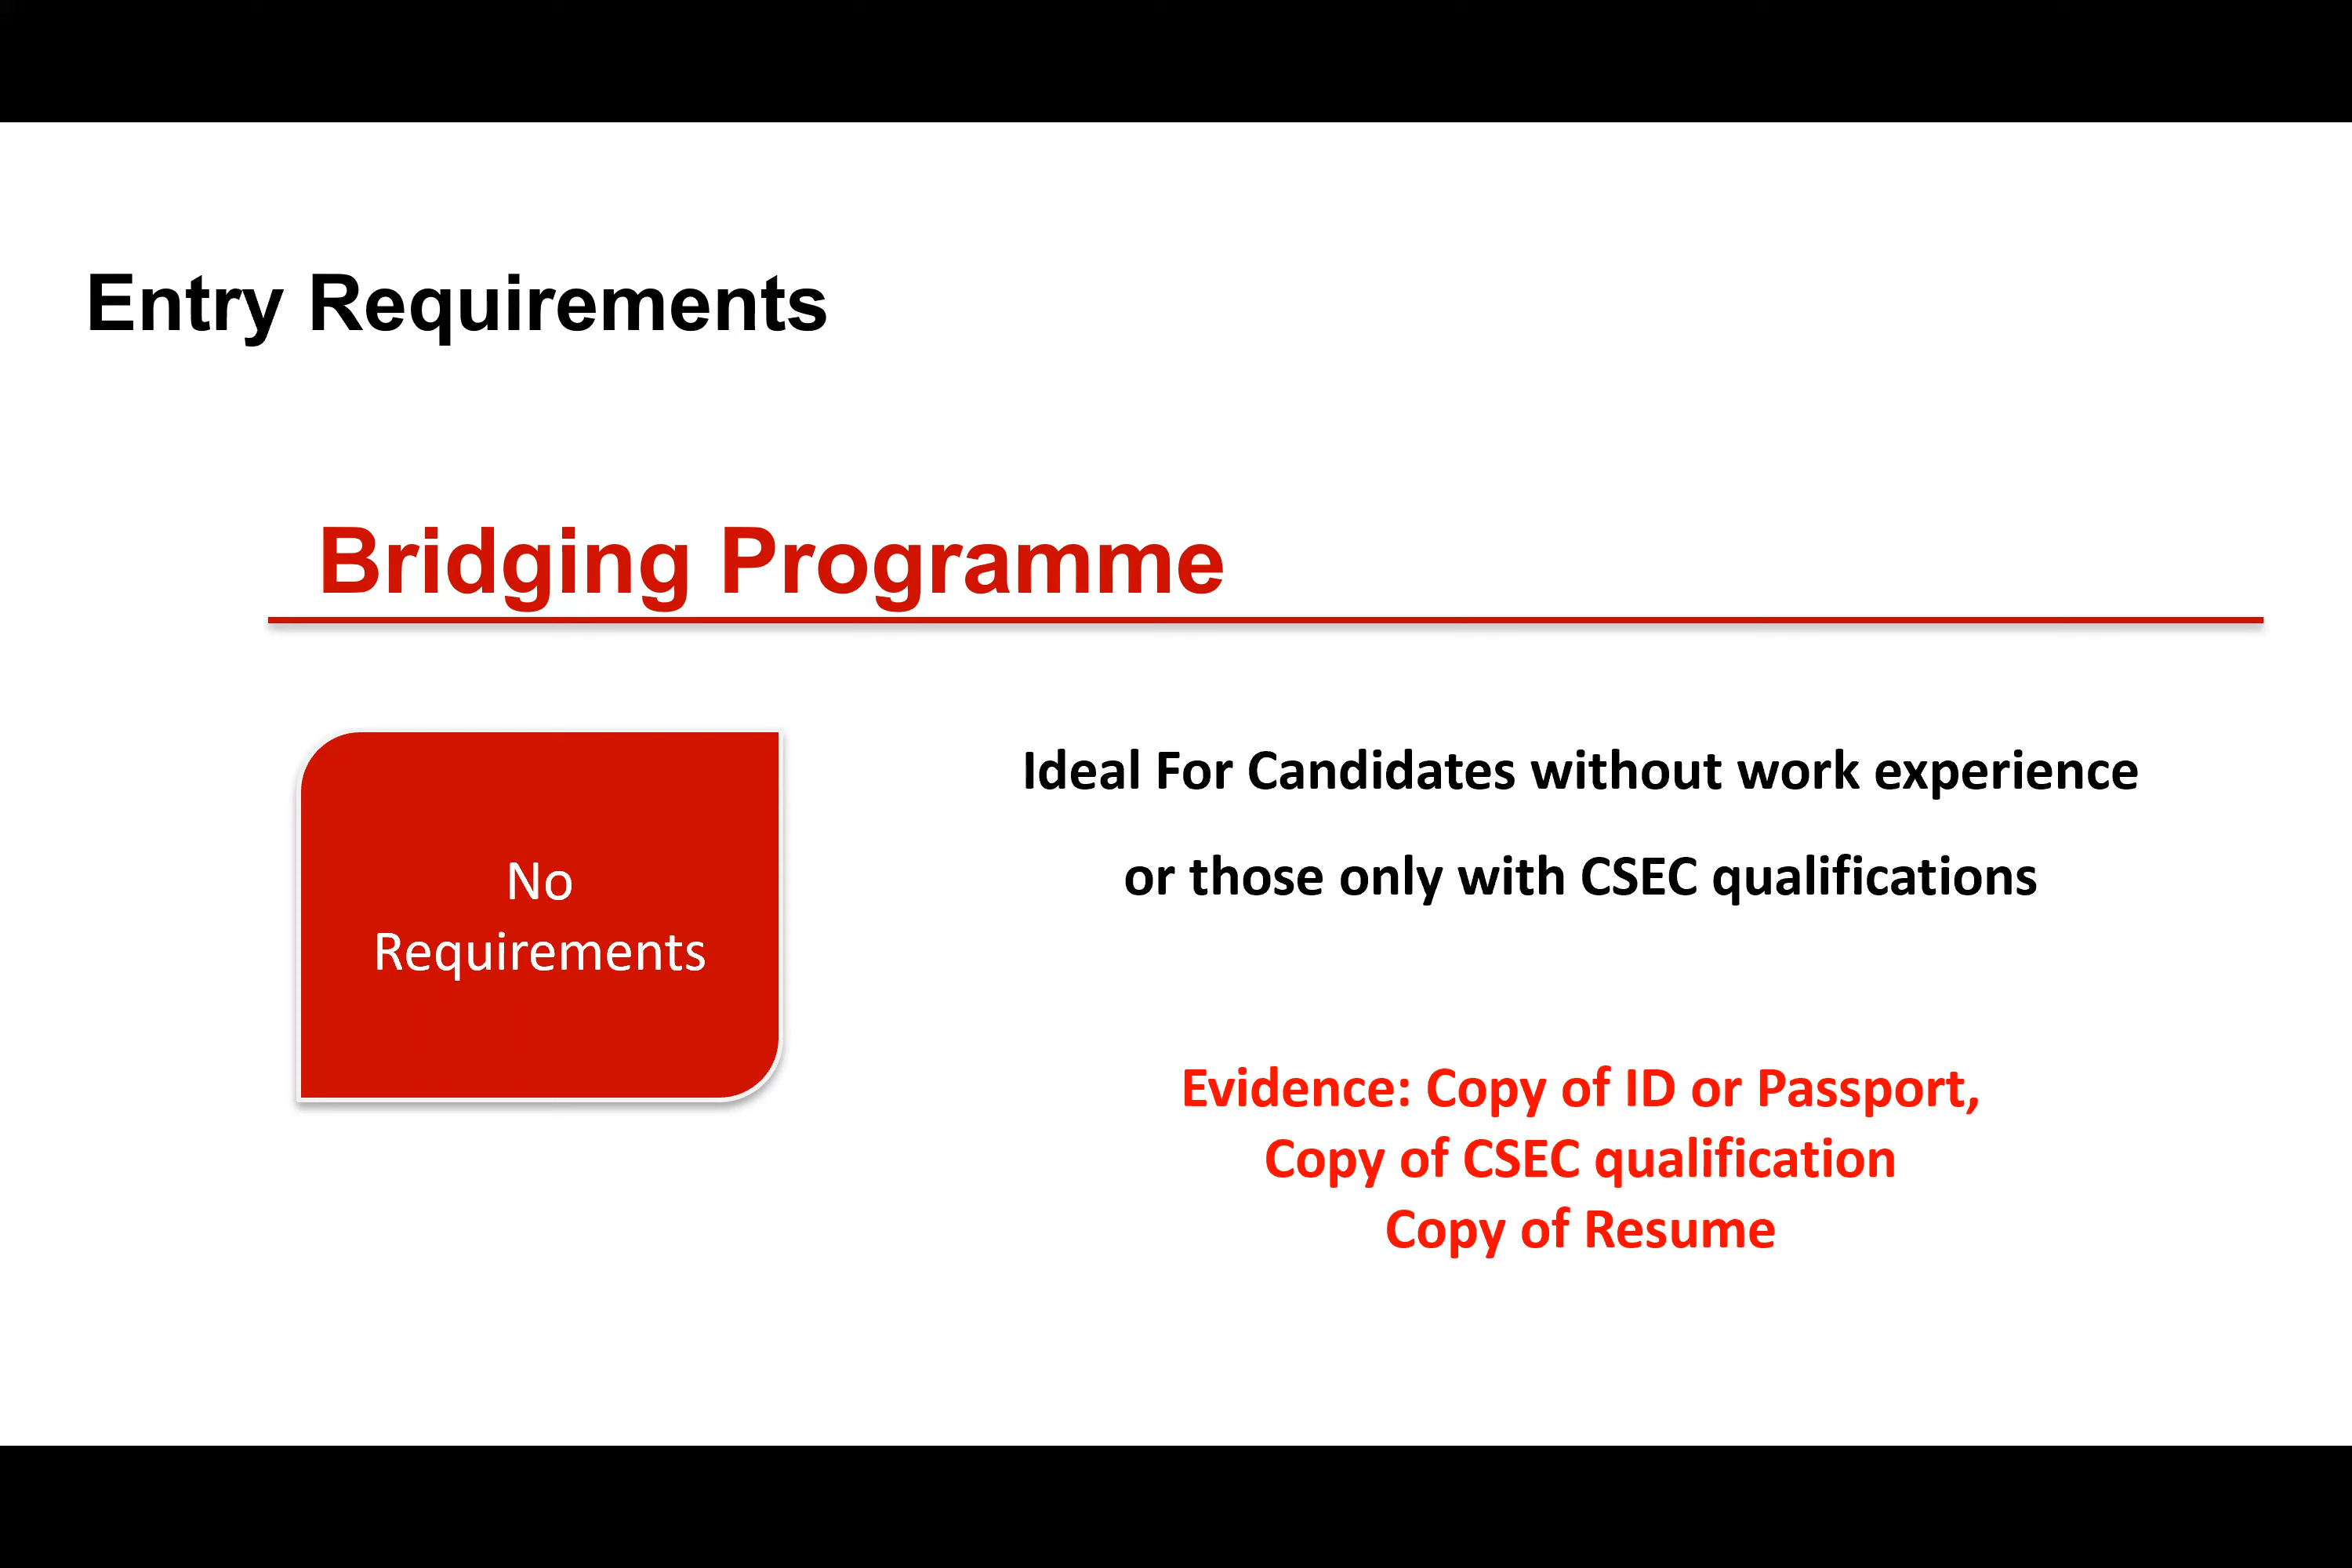 Entry Requirements
Bridging Programme
No
Requirements
Ideal For Candidates without work experience
or those only with CSEC qualifications
Evidence: Copy of ID or Passport,
Copy of CSEC qualification
Copy of Resume